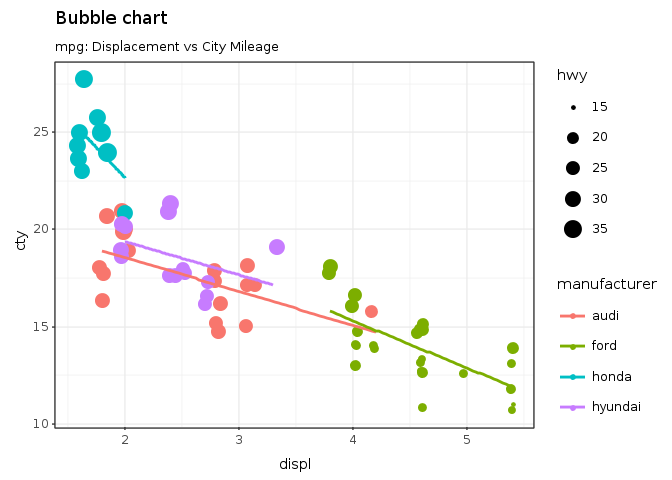 Bubble chart
mpg: Displacement vs City Mileage
hwy
15
20
25
30
35
manufacturer
audi
ford
honda
hyundai
cty
25
20
15
10
2 3 4 5
displ